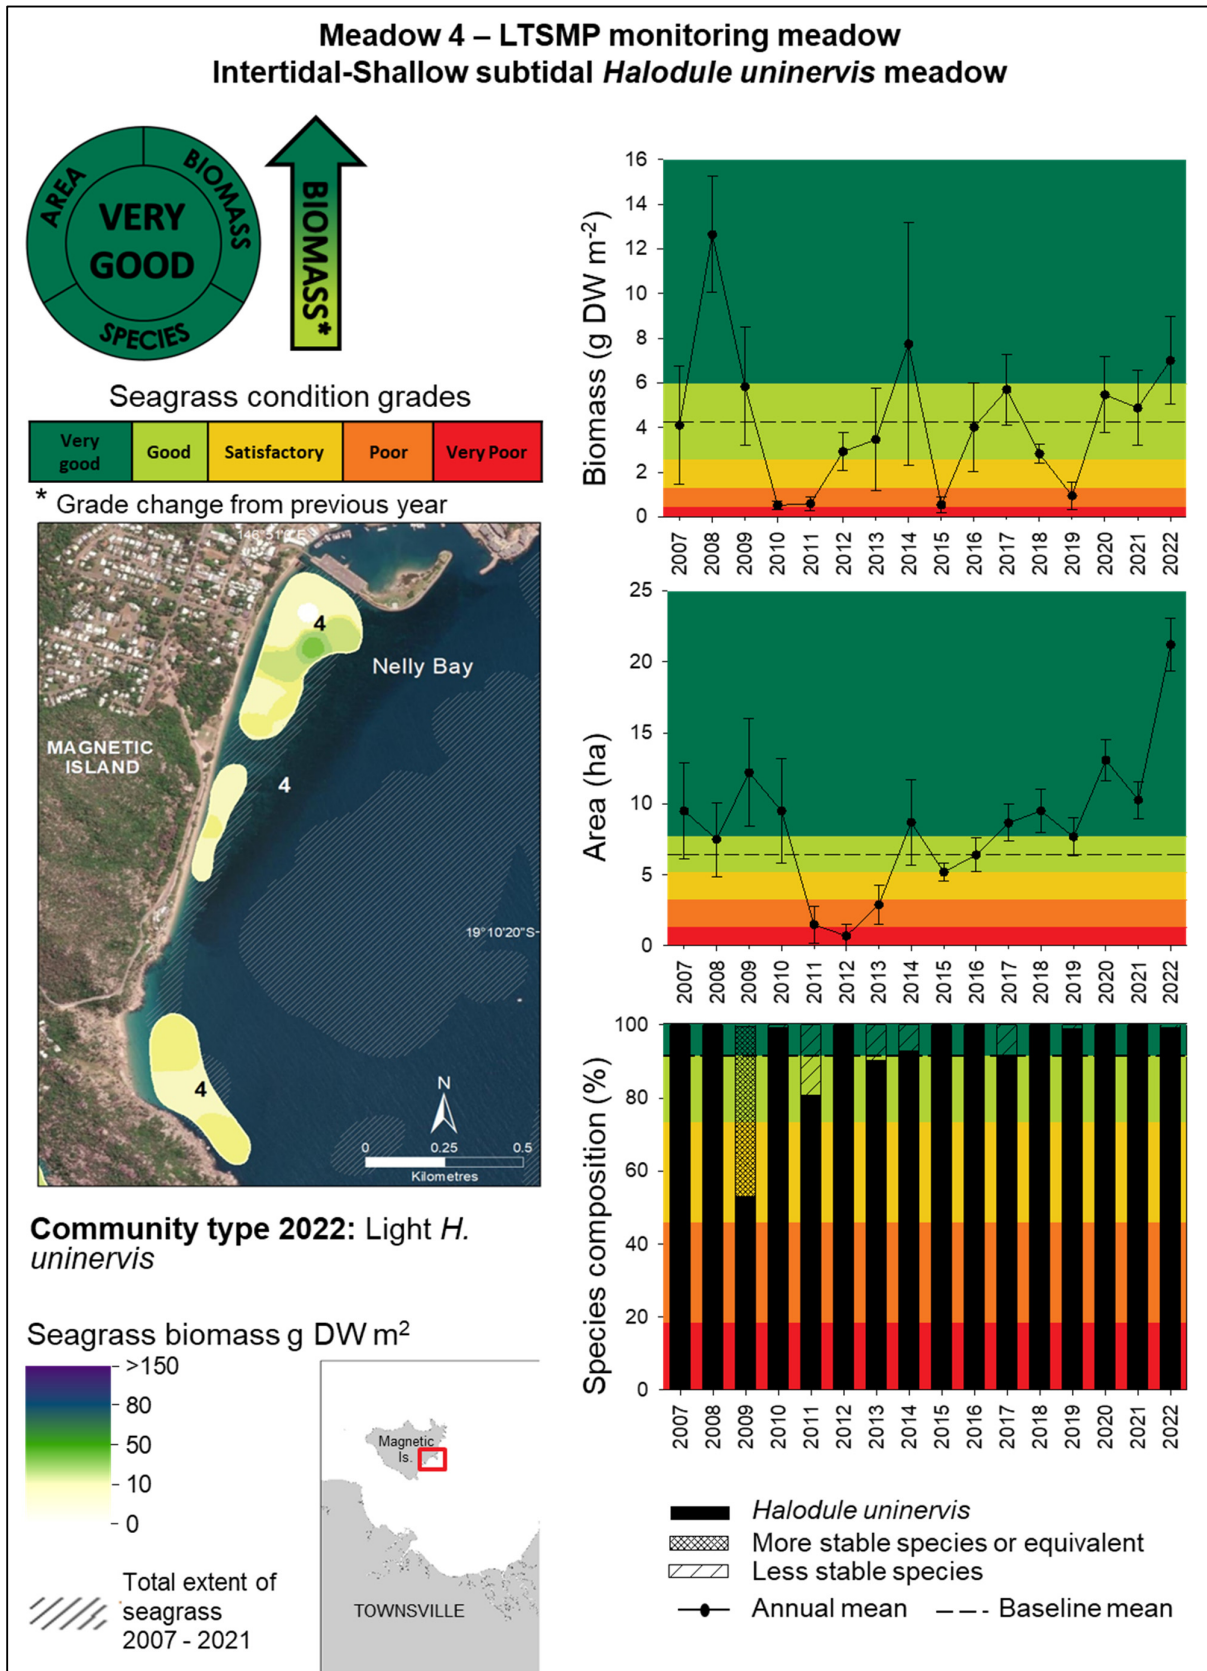 Meadow 4 – LTSMP monitoring meadow
Intertidal-Shallow subtidal Halodule uninervis meadow
AREA
BIOMASS
VERY
GOOD
SPECIES
BIOMASS*
Seagrass condition grades
Very good
Good
Satisfactory
Poor
Very Poor
* Grade change from previous year
4
Nelly Bay
MAGNETIC
ISLAND
4
19°10'20"S
4
N
0 0.25 0.5
Kilometres
Community type 2022: Light H.
uninervis
Seagrass biomass g DW m²
>150
80
50
10
0
Total extent of
seagrass
2007 - 2021
Magnetic
Is.
TOWNSVILLE
Biomass (g DW m⁻²)
16
14
12
10
8
6
4
2
0
2007 2008 2009 2010 2011 2012 2013 2014 2015 2016 2017 2018 2019 2020 2021 2022
Area (ha)
25
20
15
10
5
0
2007 2008 2009 2010 2011 2012 2013 2014 2015 2016 2017 2018 2019 2020 2021 2022
Species composition (%)
100
80
60
40
20
0
2007 2008 2009 2010 2011 2012 2013 2014 2015 2016 2017 2018 2019 2020 2021 2022
Halodule uninervis
More stable species or equivalent
Less stable species
Annual mean
Baseline mean